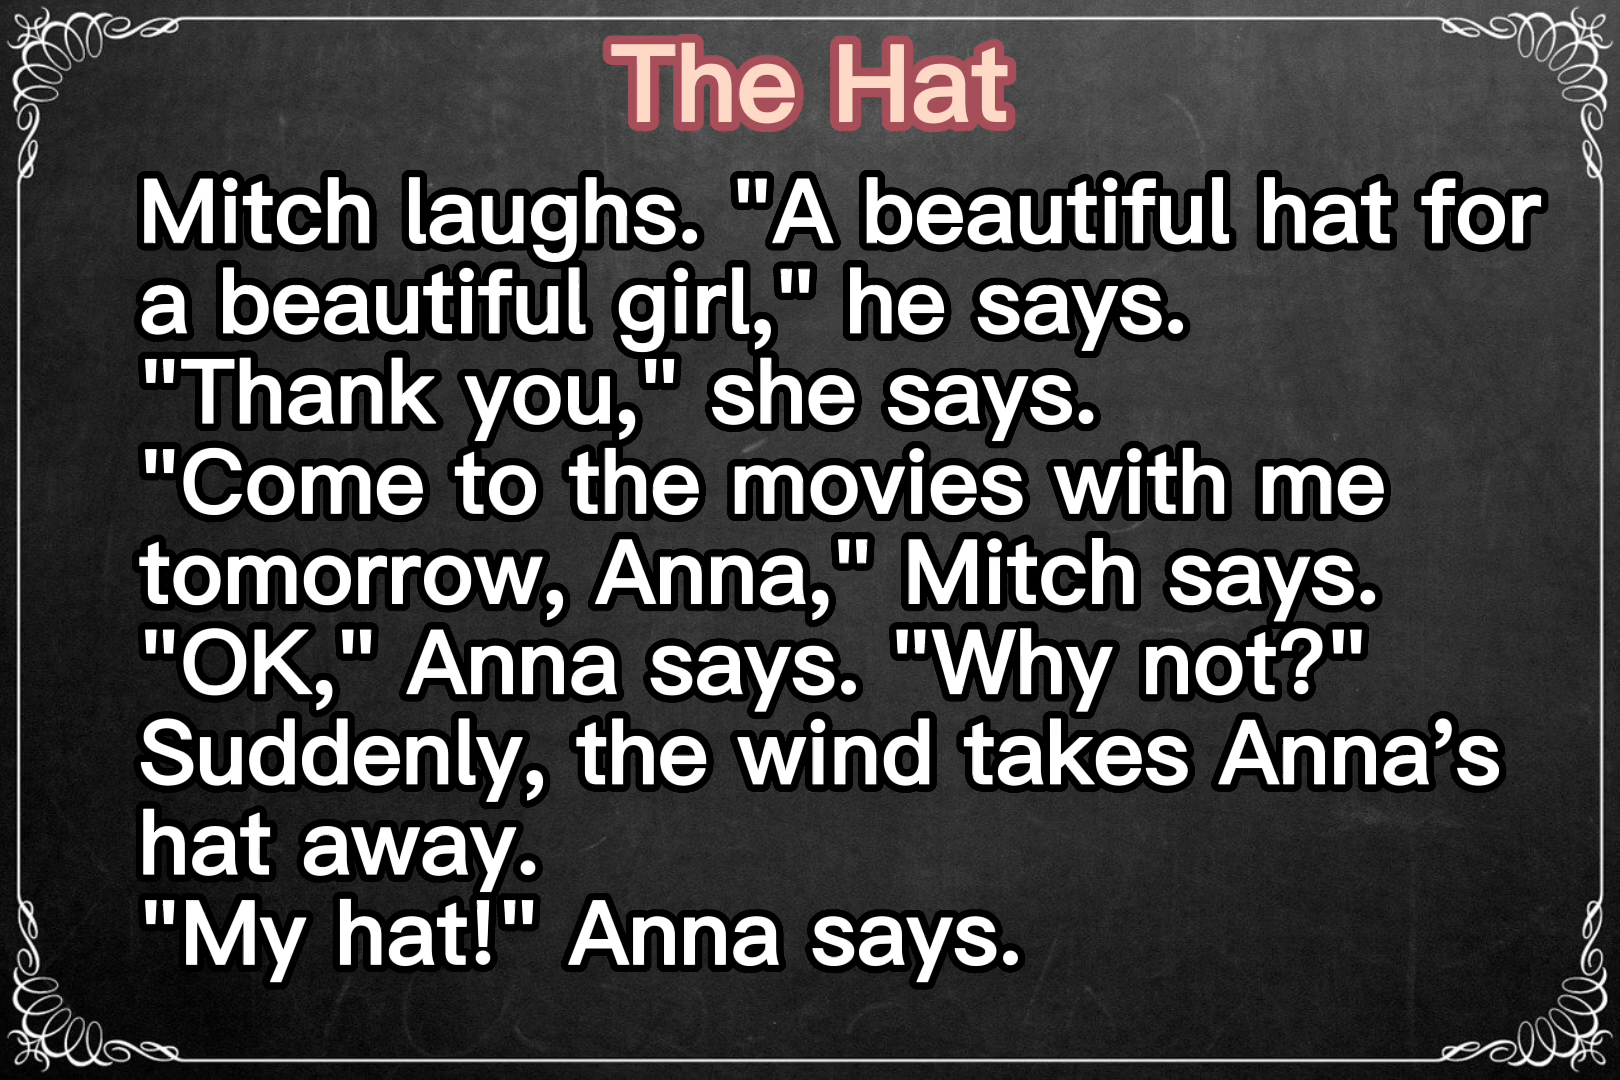 The Hat
Mitch laughs. "A beautiful hat for
a beautiful girl," he says.
"Thank you," she says.
"Come to the movies with me
tomorrow, Anna," Mitch says.
"OK," Anna says. "Why not?"
Suddenly, the wind takes Anna’s
hat away.
"My hat!" Anna says.